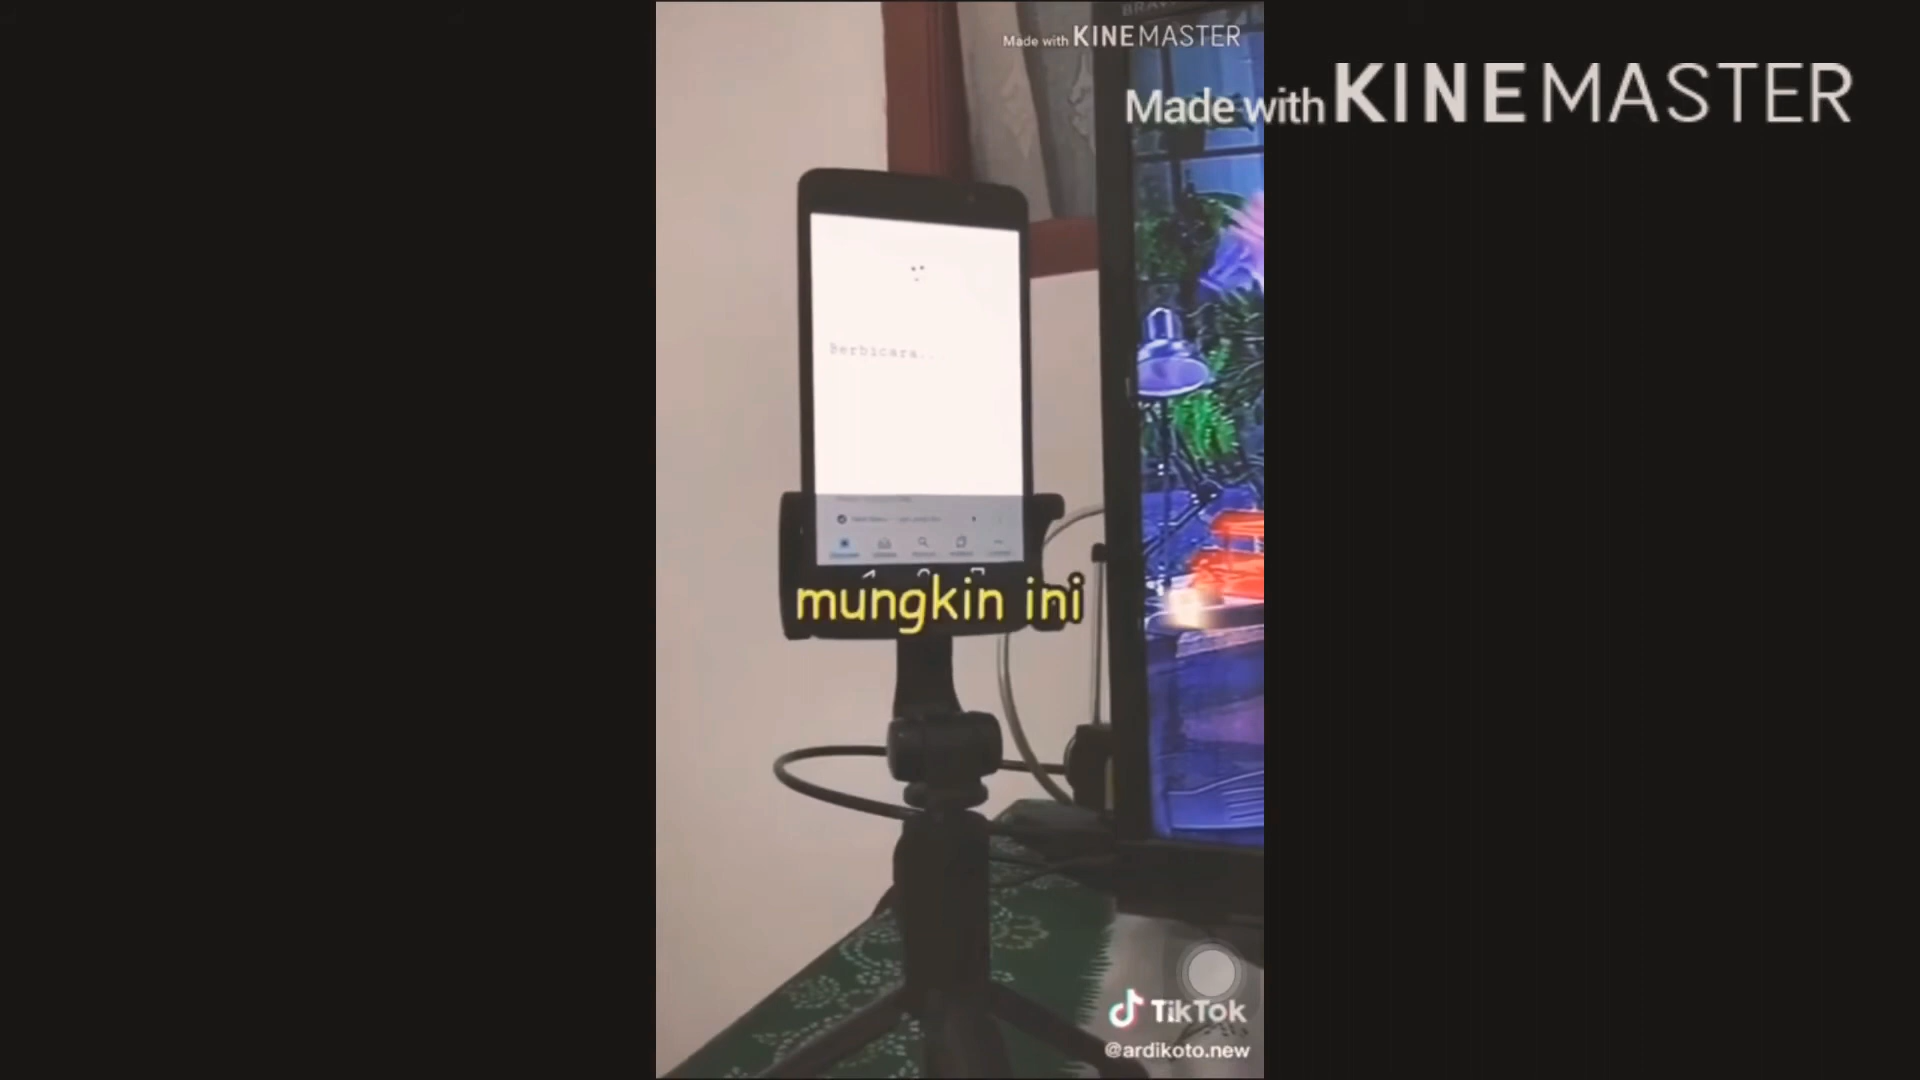 Made with KINEMASTER
Made with KINEMASTER
Berbicara..
mungkin ini
TikTok
@ardikoto.new